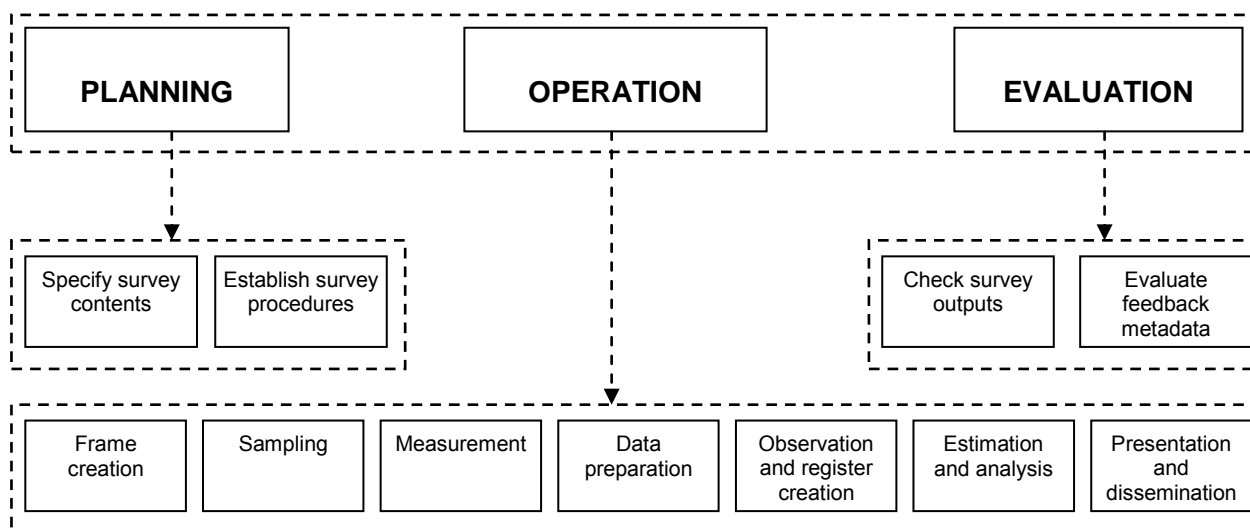 PLANNING
OPERATION
EVALUATION
Specify survey
contents
Establish survey
procedures
Check survey
outputs
Evaluate
feedback
metadata
Frame
creation
Sampling
Measurement
Data
preparation
Observation
and register
creation
Estimation
and analysis
Presentation
and
dissemination